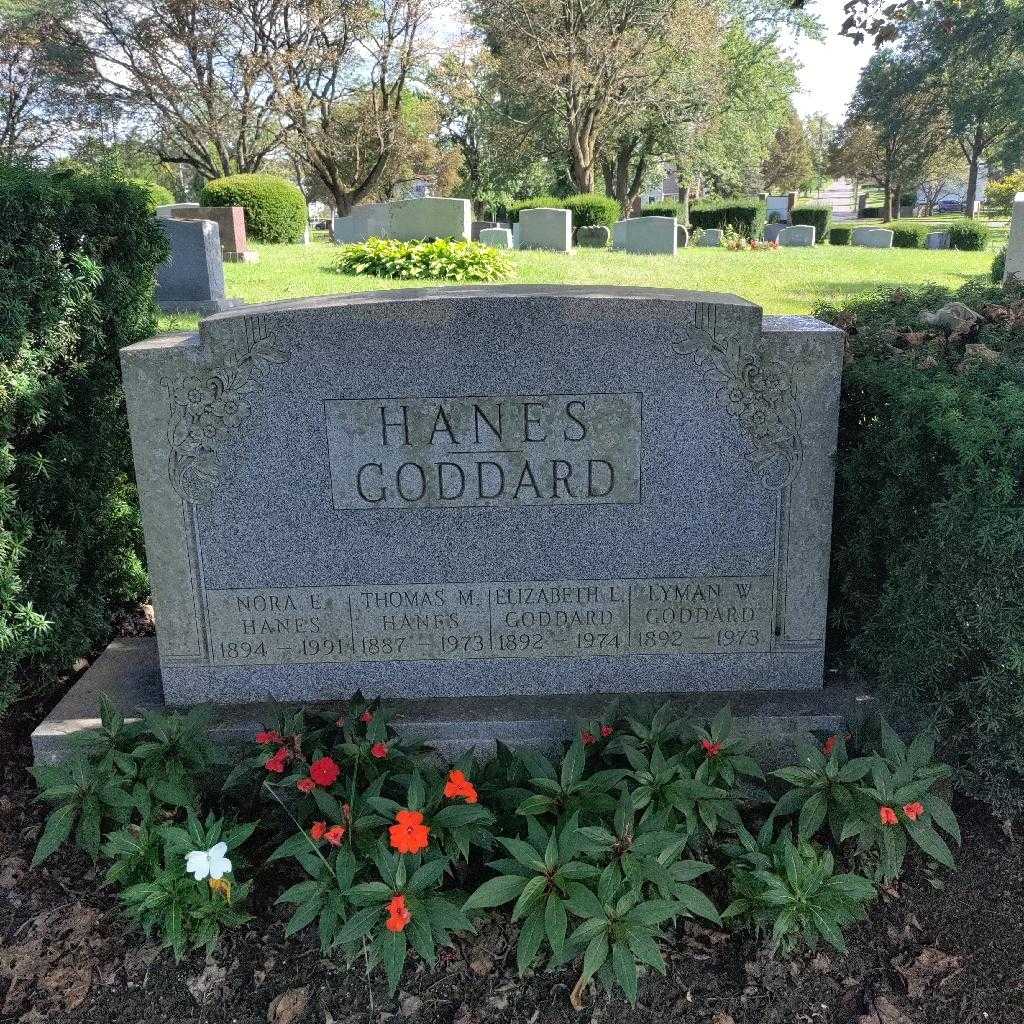 HANES
GODDARD
NORA E.
HANES
1894 - 1991
THOMAS M.
HANES
1887 - 1973
ELIZABETH L.
GODDARD
1892 - 1974
LYMAN W.
GODDARD
1892 - 1973